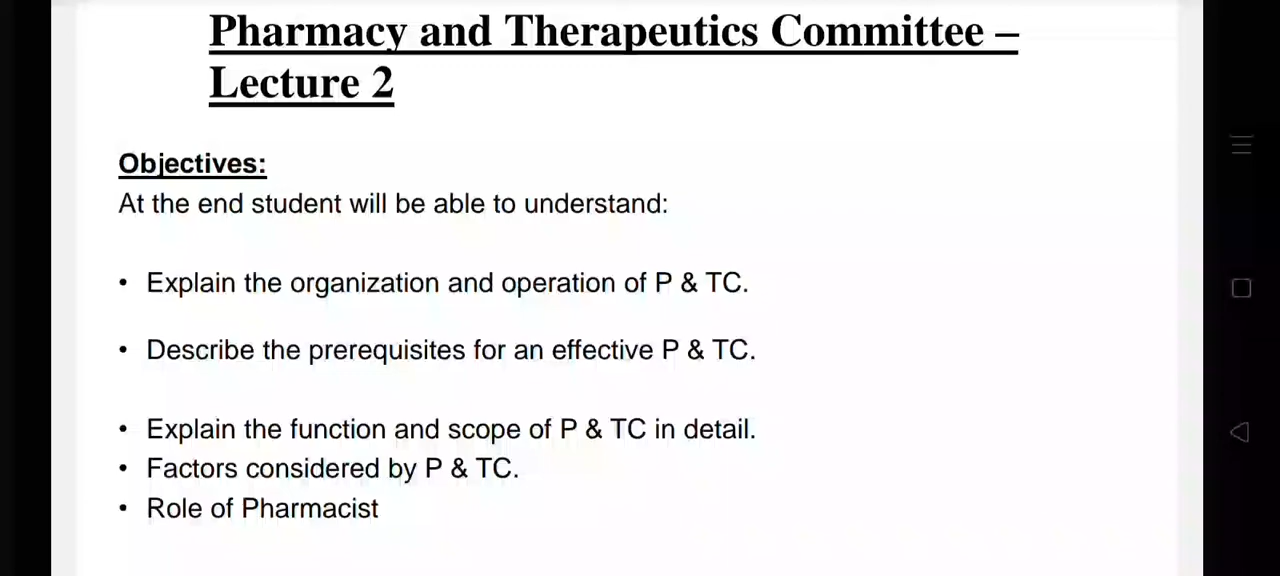 Pharmacy and Therapeutics Committee –
Lecture 2
Objectives:
At the end student will be able to understand:
• Explain the organization and operation of P & TC.
• Describe the prerequisites for an effective P & TC.
• Explain the function and scope of P & TC in detail.
• Factors considered by P & TC.
• Role of Pharmacist